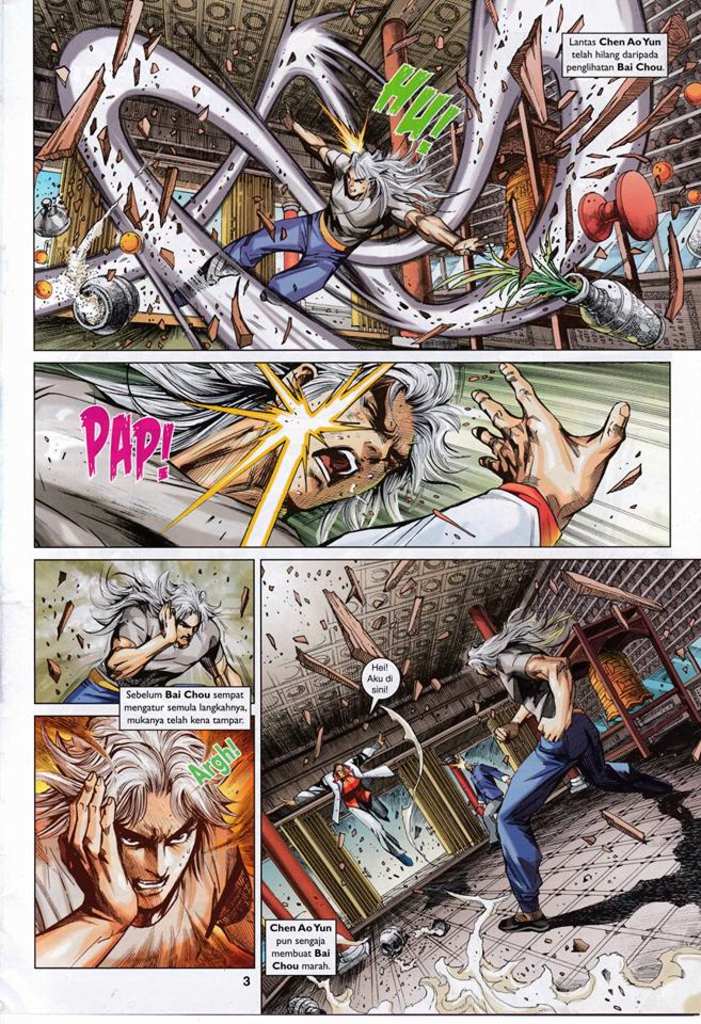 Lantas Chen Ao Yun
telah hilang daripada
penglihatan Bai Chou.
HU!
PAP!
Sebelum Bai Chou sempat
mengatur semula langkahnya,
mukanya telah kena tampar.
Argh!
Hei!
Aku di
sini!
Chen Ao Yun
pun sengaja
membuat Bai
Chou marah.
3